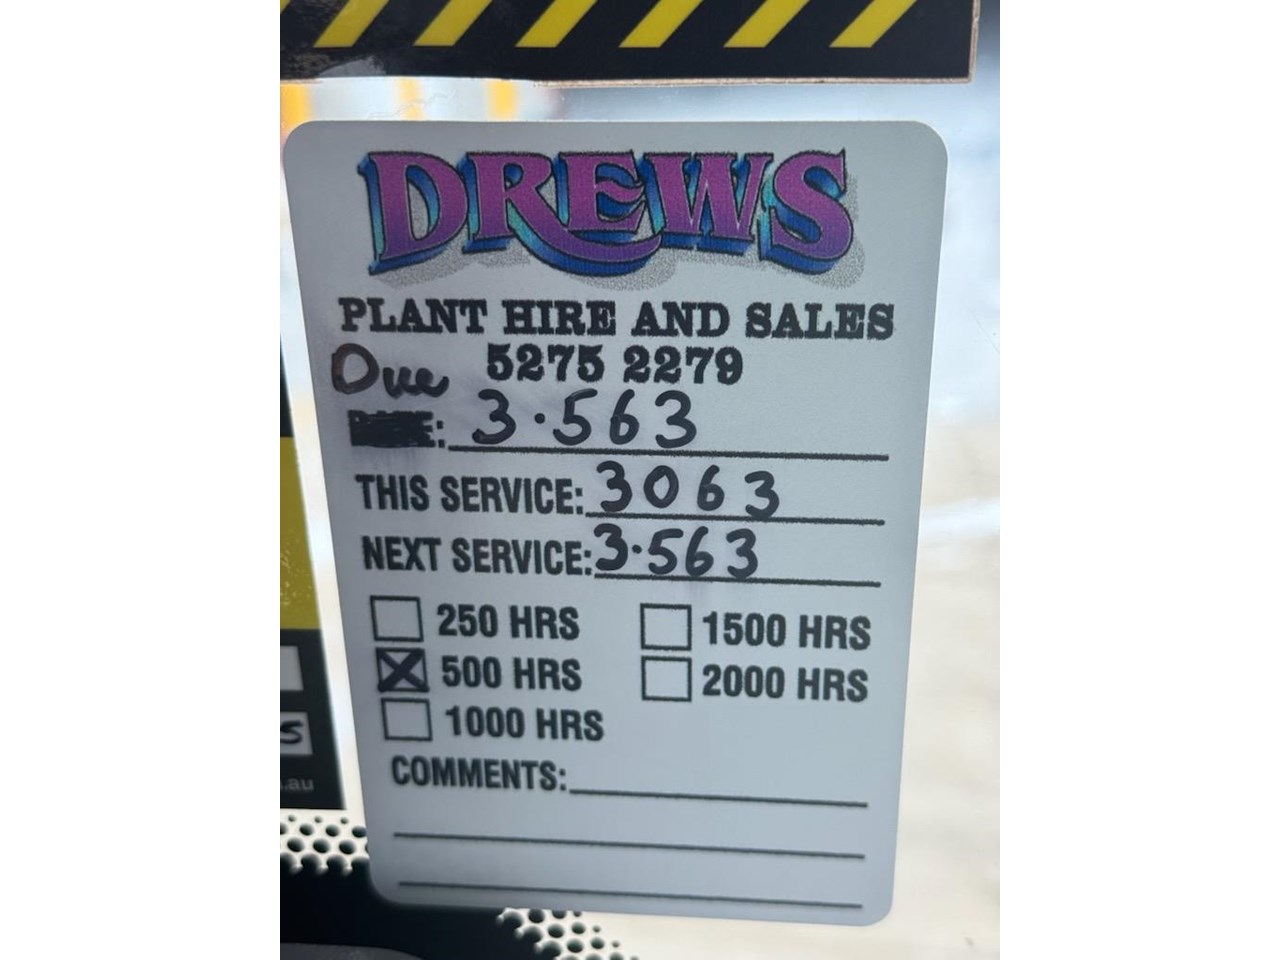 DREWS
PLANT HIRE AND SALES
Due 5275 2279
: 3.563
THIS SERVICE: 3063
NEXT SERVICE: 3.563
250 HRS 1500 HRS
500 HRS 2000 HRS
1000 HRS
COMMENTS:
s
.au